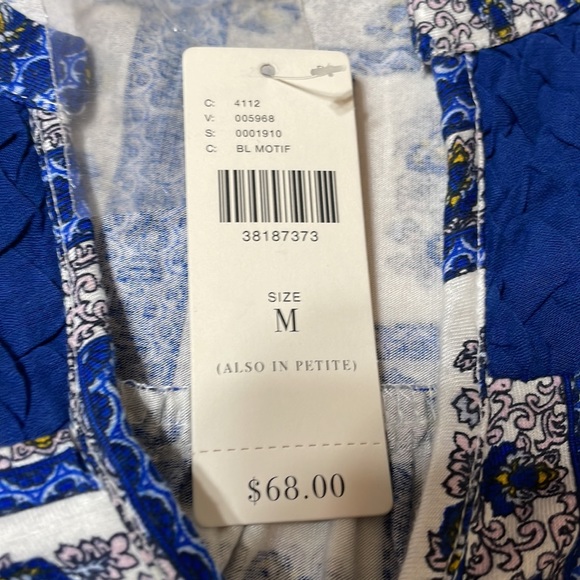 C: 4112
V: 005968
S: 0001910
C: BL MOTIF
38187373
SIZE
M
(ALSO IN PETITE)
$68.00